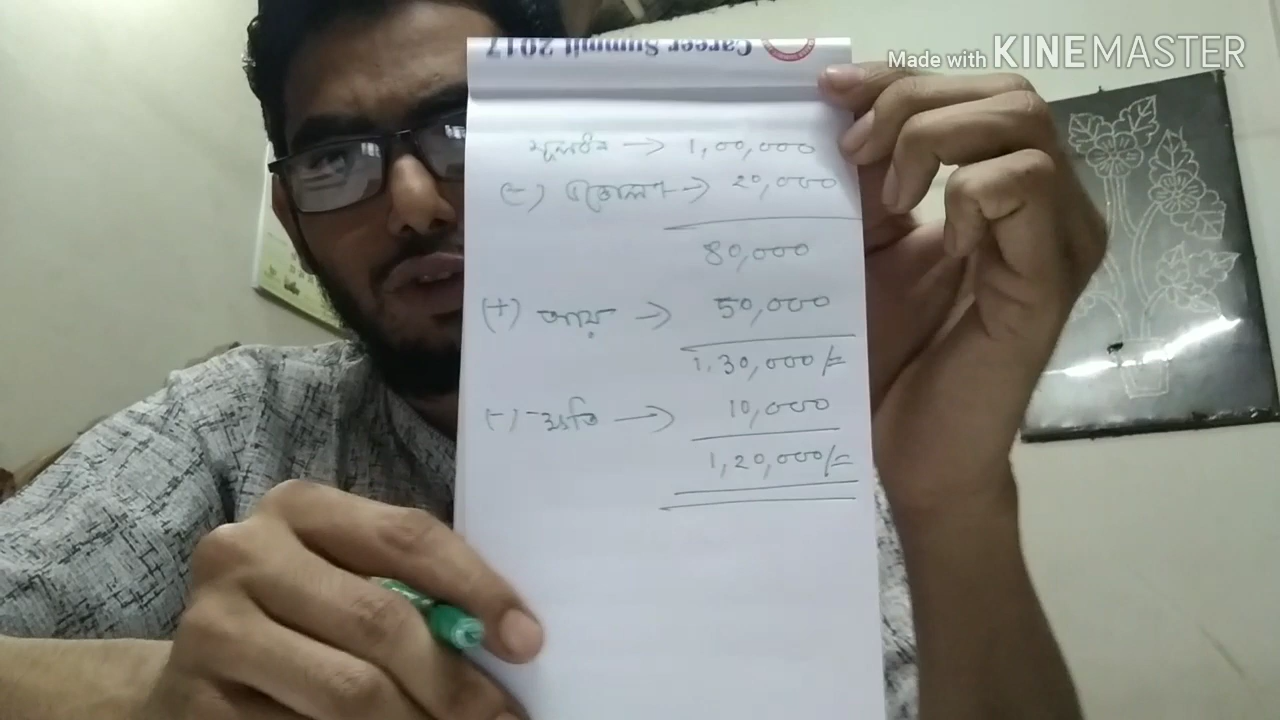 Made with KINEMASTER
Career Summit 2017
মূলধন → 1,00,000
(-) উত্তোলন → 20,000
80,000
(+) আয় → 50,000
1,30,000/=
(-) ক্ষতি → 10,000
1,20,000/=